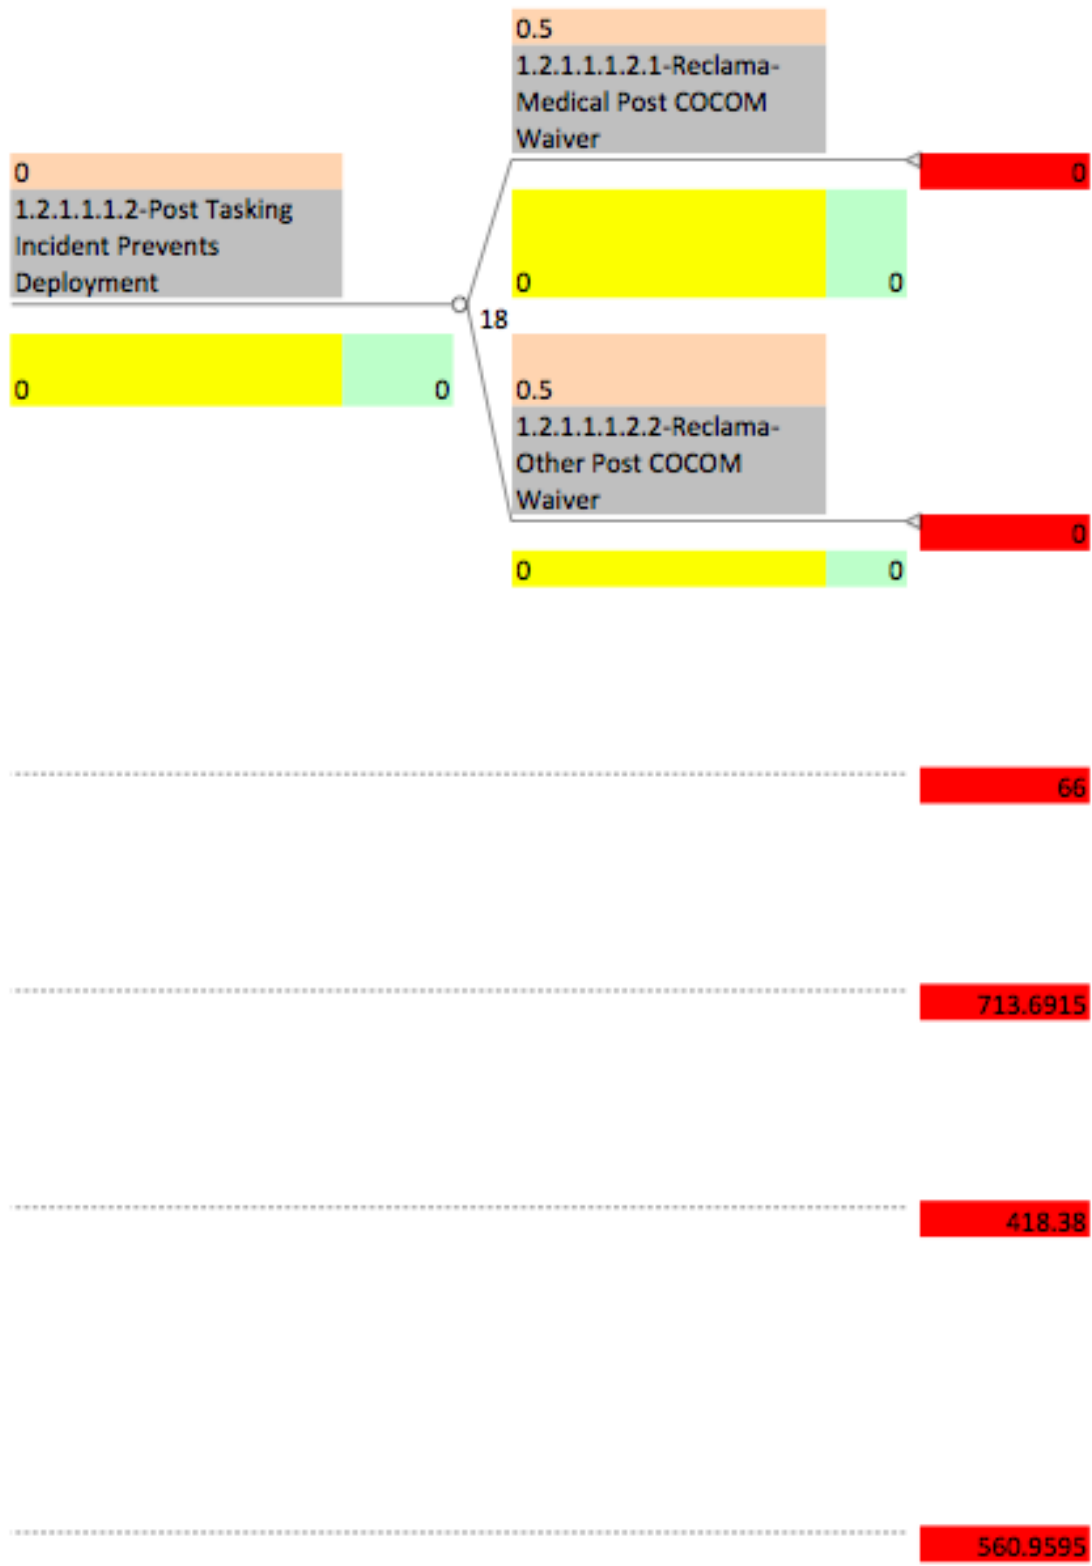 0.5
1.2.1.1.1.2.1-Reclama-
Medical Post COCOM
Waiver
0
0
1.2.1.1.1.2-Post Tasking
Incident Prevents
Deployment
0
0
18
0
0
0.5
1.2.1.1.1.2.2-Reclama-
Other Post COCOM
Waiver
0
0
0
66
713.6915
418.38
560.9595